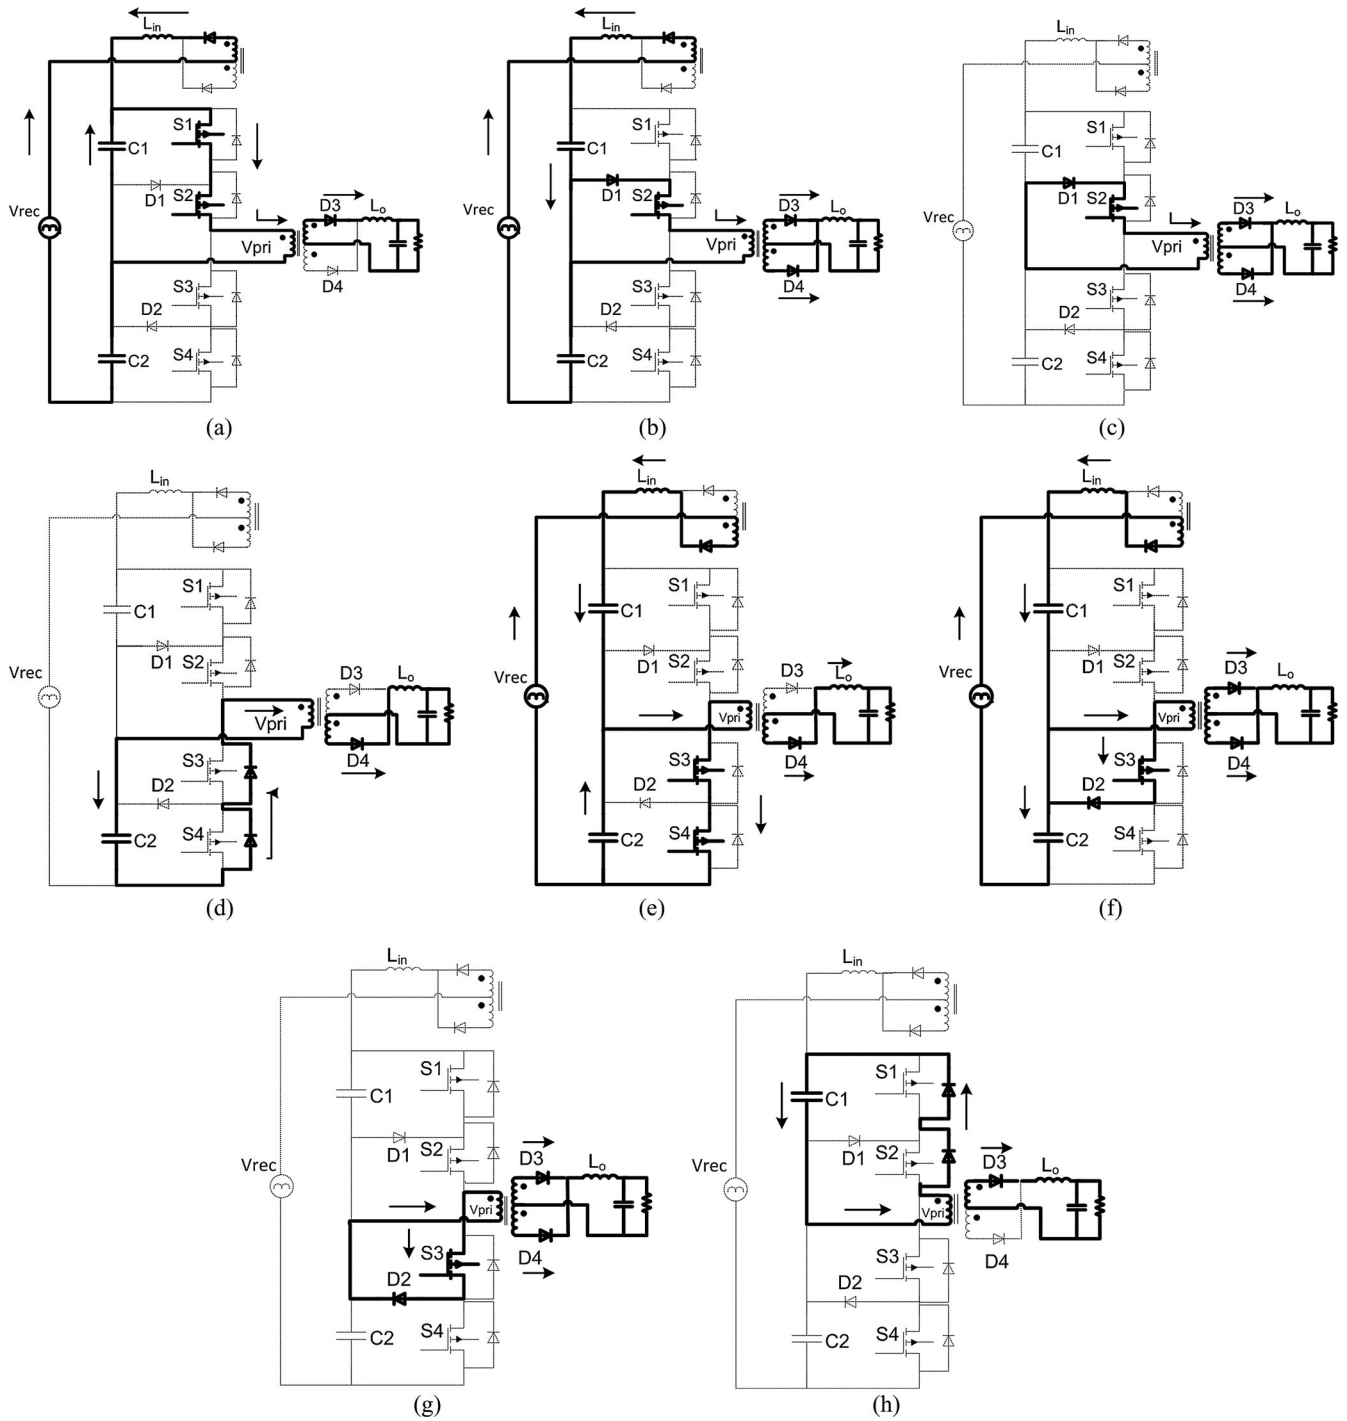 Lin
S1
C1
D1
S2
Vrec
D3
Lo
Vpri
D4
S3
D2
C2
S4
(a)
Lin
S1
C1
D1
S2
Vrec
D3
Lo
Vpri
D4
S3
D2
C2
S4
(b)
Lin
S1
C1
D1
S2
Vrec
D3
Lo
Vpri
D4
S3
D2
C2
S4
(c)
Lin
S1
C1
D1
S2
Vrec
D3
Lo
Vpri
D4
S3
D2
C2
S4
(d)
Lin
S1
C1
D1
S2
Vrec
D3
Lo
Vpri
D4
S3
D2
C2
S4
(e)
Lin
S1
C1
D1
S2
Vrec
D3
Lo
Vpri
D4
S3
D2
C2
S4
(f)
Lin
S1
C1
D1
S2
Vrec
D3
Lo
Vpri
D4
S3
D2
C2
S4
(g)
Lin
S1
C1
D1
S2
Vrec
D3
Lo
Vpri
D4
S3
D2
C2
S4
(h)